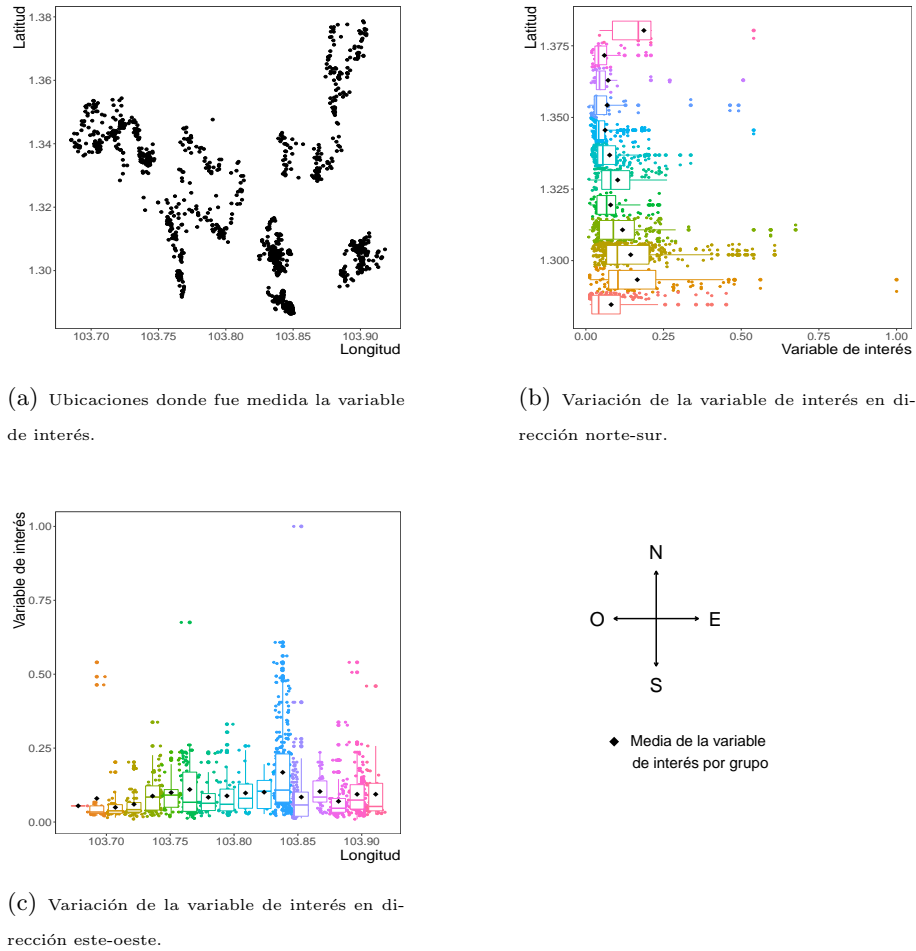 Latitud
1.38
1.36
1.34
1.32
1.30
103.70 103.75 103.80 103.85 103.90
Longitud
(a) Ubicaciones donde fue medida la variable
de interés.
Latitud
1.375
1.350
1.325
1.300
0.00 0.25 0.50 0.75 1.00
Variable de interés
(b) Variación de la variable de interés en di-
rección norte-sur.
Variable de interés
1.00
0.75
0.50
0.25
0.00
103.70 103.75 103.80 103.85 103.90
Longitud
(c) Variación de la variable de interés en di-
rección este-oeste.
N
O E
S
Media de la variable
de interés por grupo